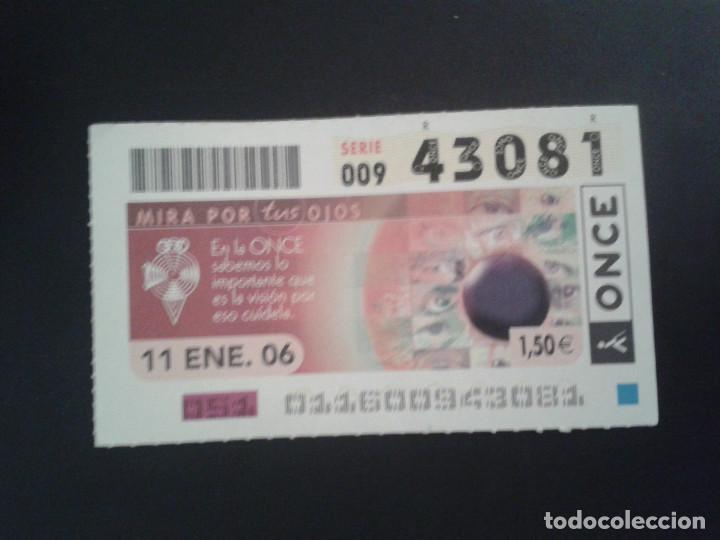 R R
SERIE
009 43081
MIRA POR tus OJOS
En la ONCE
sabemos lo
importante que
es la visión por
eso cuídela.
11 ENE. 06
1,50€
ONCE
051 011600943081
todocoleccion.net